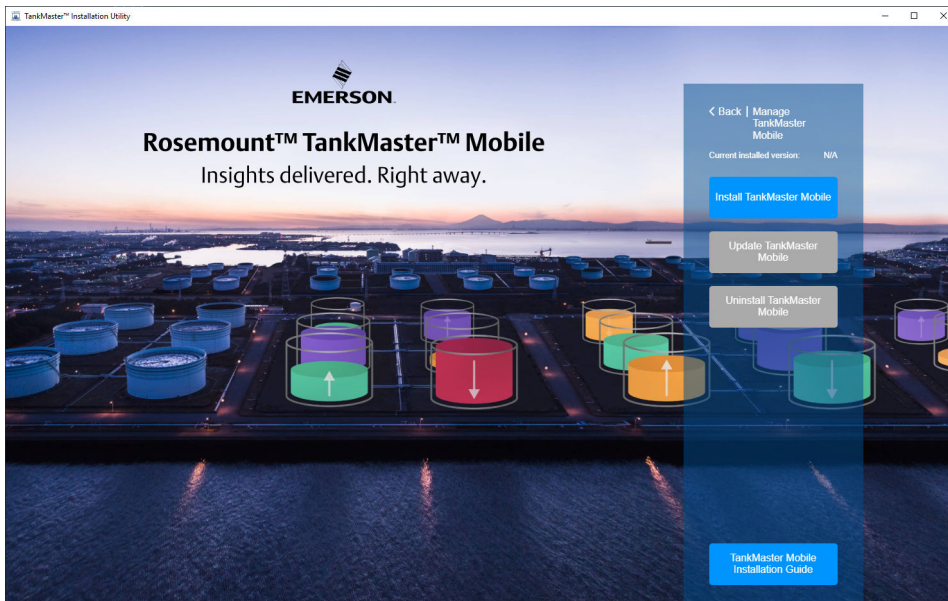 TankMaster™ Installation Utility
EMERSON.
Rosemount™ TankMaster™ Mobile
Insights delivered. Right away.
Back | Manage
TankMaster
Mobile
Current installed version: N/A
Install TankMaster Mobile
Update TankMaster
Mobile
Uninstall TankMaster
Mobile
TankMaster Mobile
Installation Guide